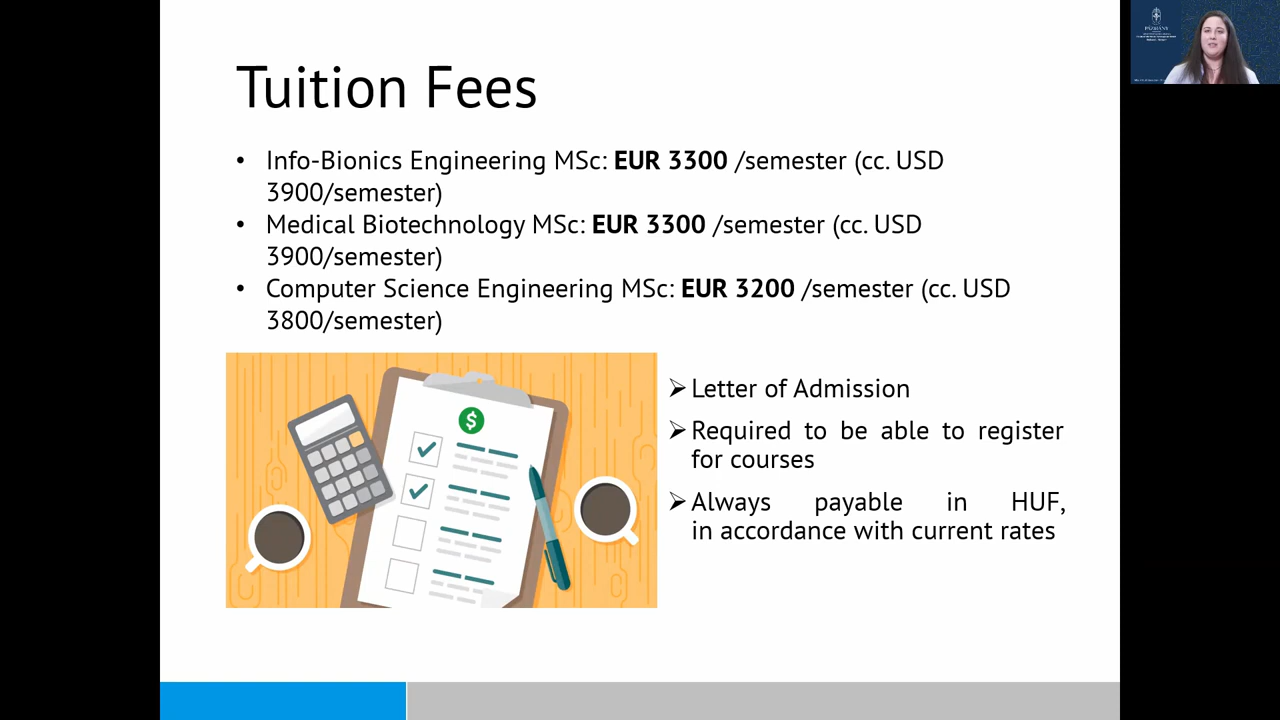 Tuition Fees
• Info-Bionics Engineering MSc: EUR 3300 /semester (cc. USD
3900/semester)
• Medical Biotechnology MSc: EUR 3300 /semester (cc. USD
3900/semester)
• Computer Science Engineering MSc: EUR 3200 /semester (cc. USD
3800/semester)
$
➢ Letter of Admission
➢ Required to be able to register
for courses
➢ Always payable in HUF,
in accordance with current rates
PÁZMÁNY